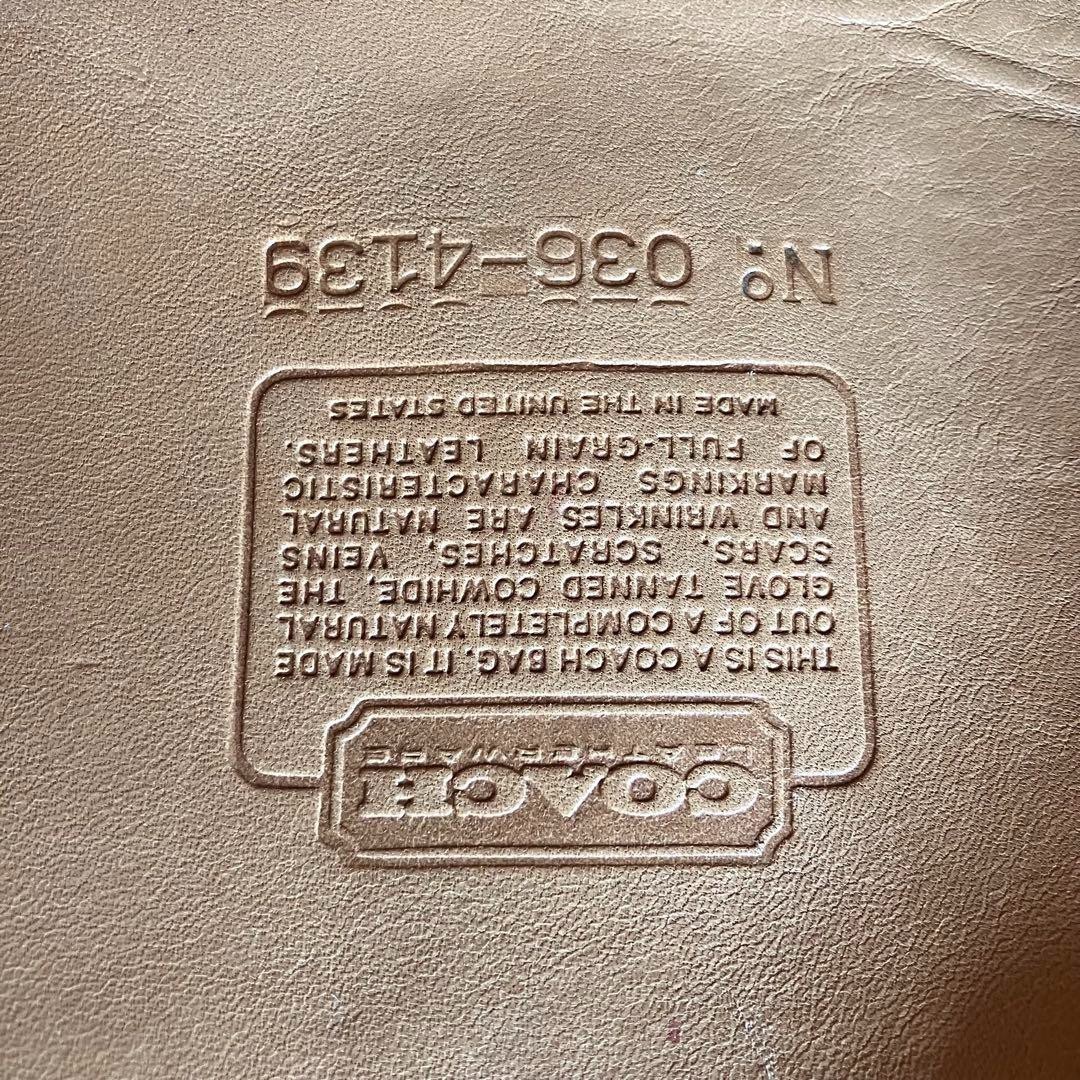 COACH
LEATHERWARE
THIS IS A COACH BAG. IT IS MADE
OUT OF A COMPLETELY NATURAL
GLOVE TANNED COWHIDE, THE
SCARS, SCRATCHES, VEINS
AND WRINKLES ARE NATURAL
MARKINGS CHARACTERISTIC
OF FULL-GRAIN LEATHERS.
MADE IN THE UNITED STATES
Nº 036-4139